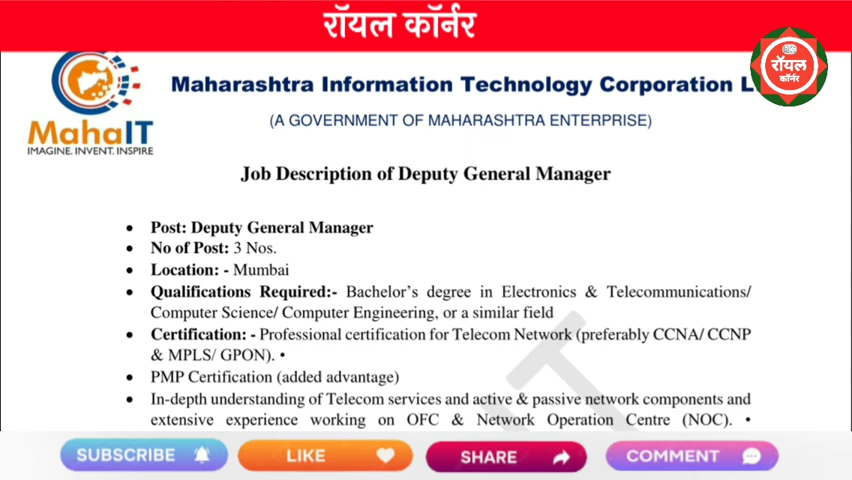 रॉयल कॉर्नर
रॉयल
कॉर्नर
Maharashtra Information Technology Corporation L
(A GOVERNMENT OF MAHARASHTRA ENTERPRISE)
MahaIT
IMAGINE. INVENT. INSPIRE
Job Description of Deputy General Manager
• Post: Deputy General Manager
• No of Post: 3 Nos.
• Location: - Mumbai
• Qualifications Required:- Bachelor's degree in Electronics & Telecommunications/
Computer Science/ Computer Engineering, or a similar field
• Certification: - Professional certification for Telecom Network (preferably CCNA/ CCNP
& MPLS/ GPON). •
• PMP Certification (added advantage)
• In-depth understanding of Telecom services and active & passive network components and
extensive experience working on OFC & Network Operation Centre (NOC). •
SUBSCRIBE
LIKE
SHARE
COMMENT